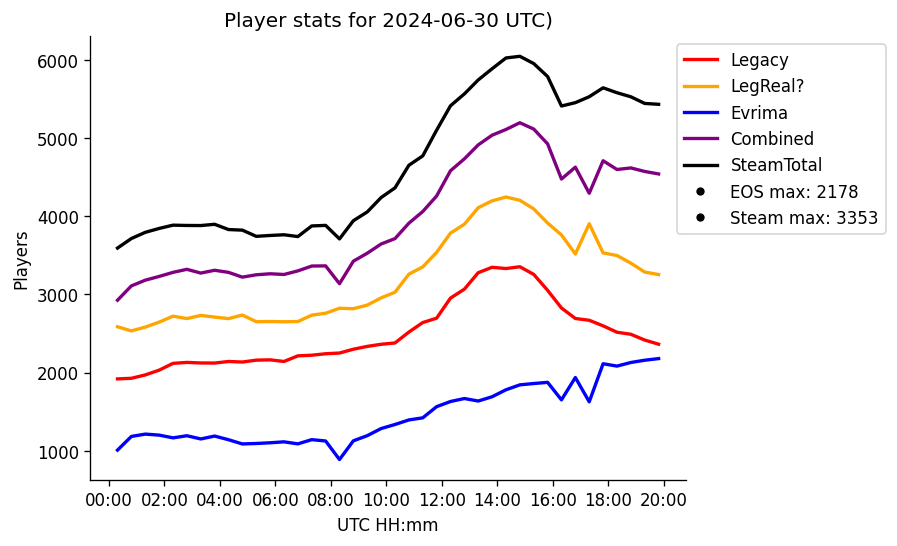 Player stats for 2024-06-30 UTC)
Legacy
LegReal?
Evrima
Combined
SteamTotal
EOS max: 2178
Steam max: 3353
Players
6000
5000
4000
3000
2000
1000
00:00 02:00 04:00 06:00 08:00 10:00 12:00 14:00 16:00 18:00 20:00
UTC HH:mm